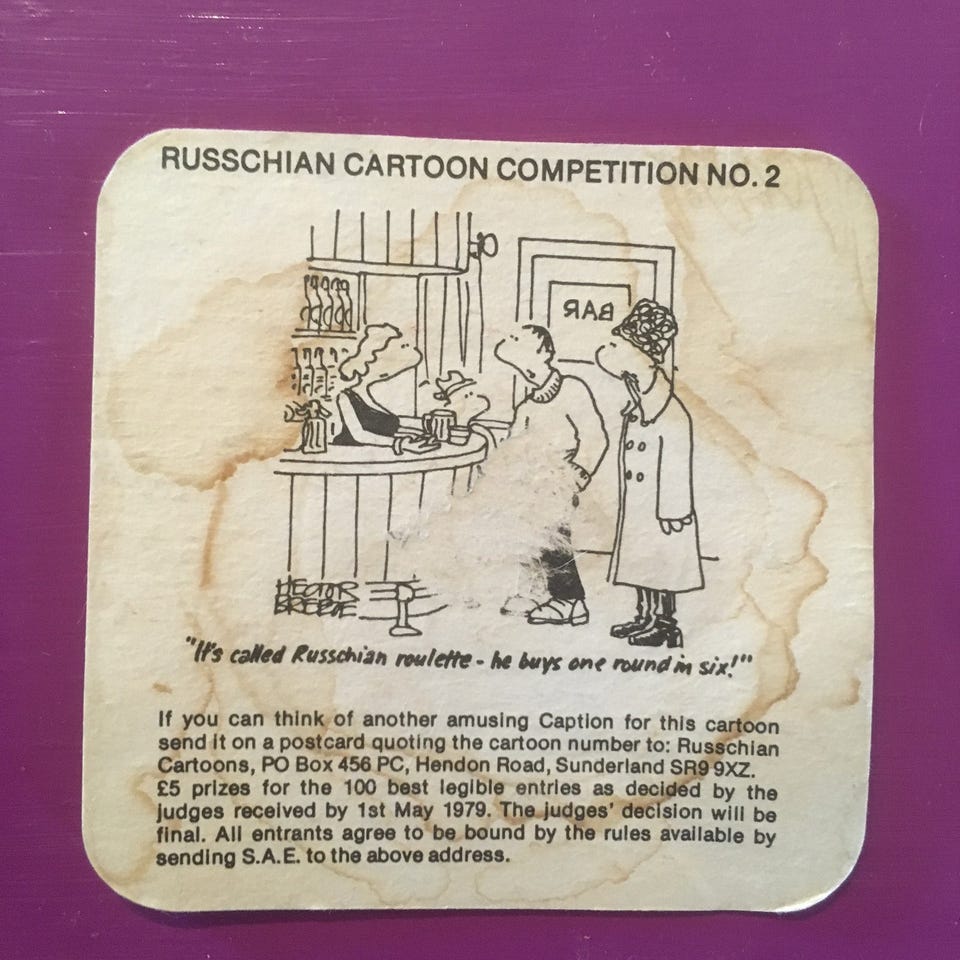 RUSSCHIAN CARTOON COMPETITION NO. 2
BAR
HECTOR
BREEZE
"It's called Russchian roulette - he buys one round in six!"
If you can think of another amusing Caption for this cartoon
send it on a postcard quoting the cartoon number to: Russchian
Cartoons, PO Box 456 PC, Hendon Road, Sunderland SR9 9XZ.
£5 prizes for the 100 best legible entries as decided by the
judges received by 1st May 1979. The judges' decision will be
final. All entrants agree to be bound by the rules available by
sending S.A.E. to the above address.